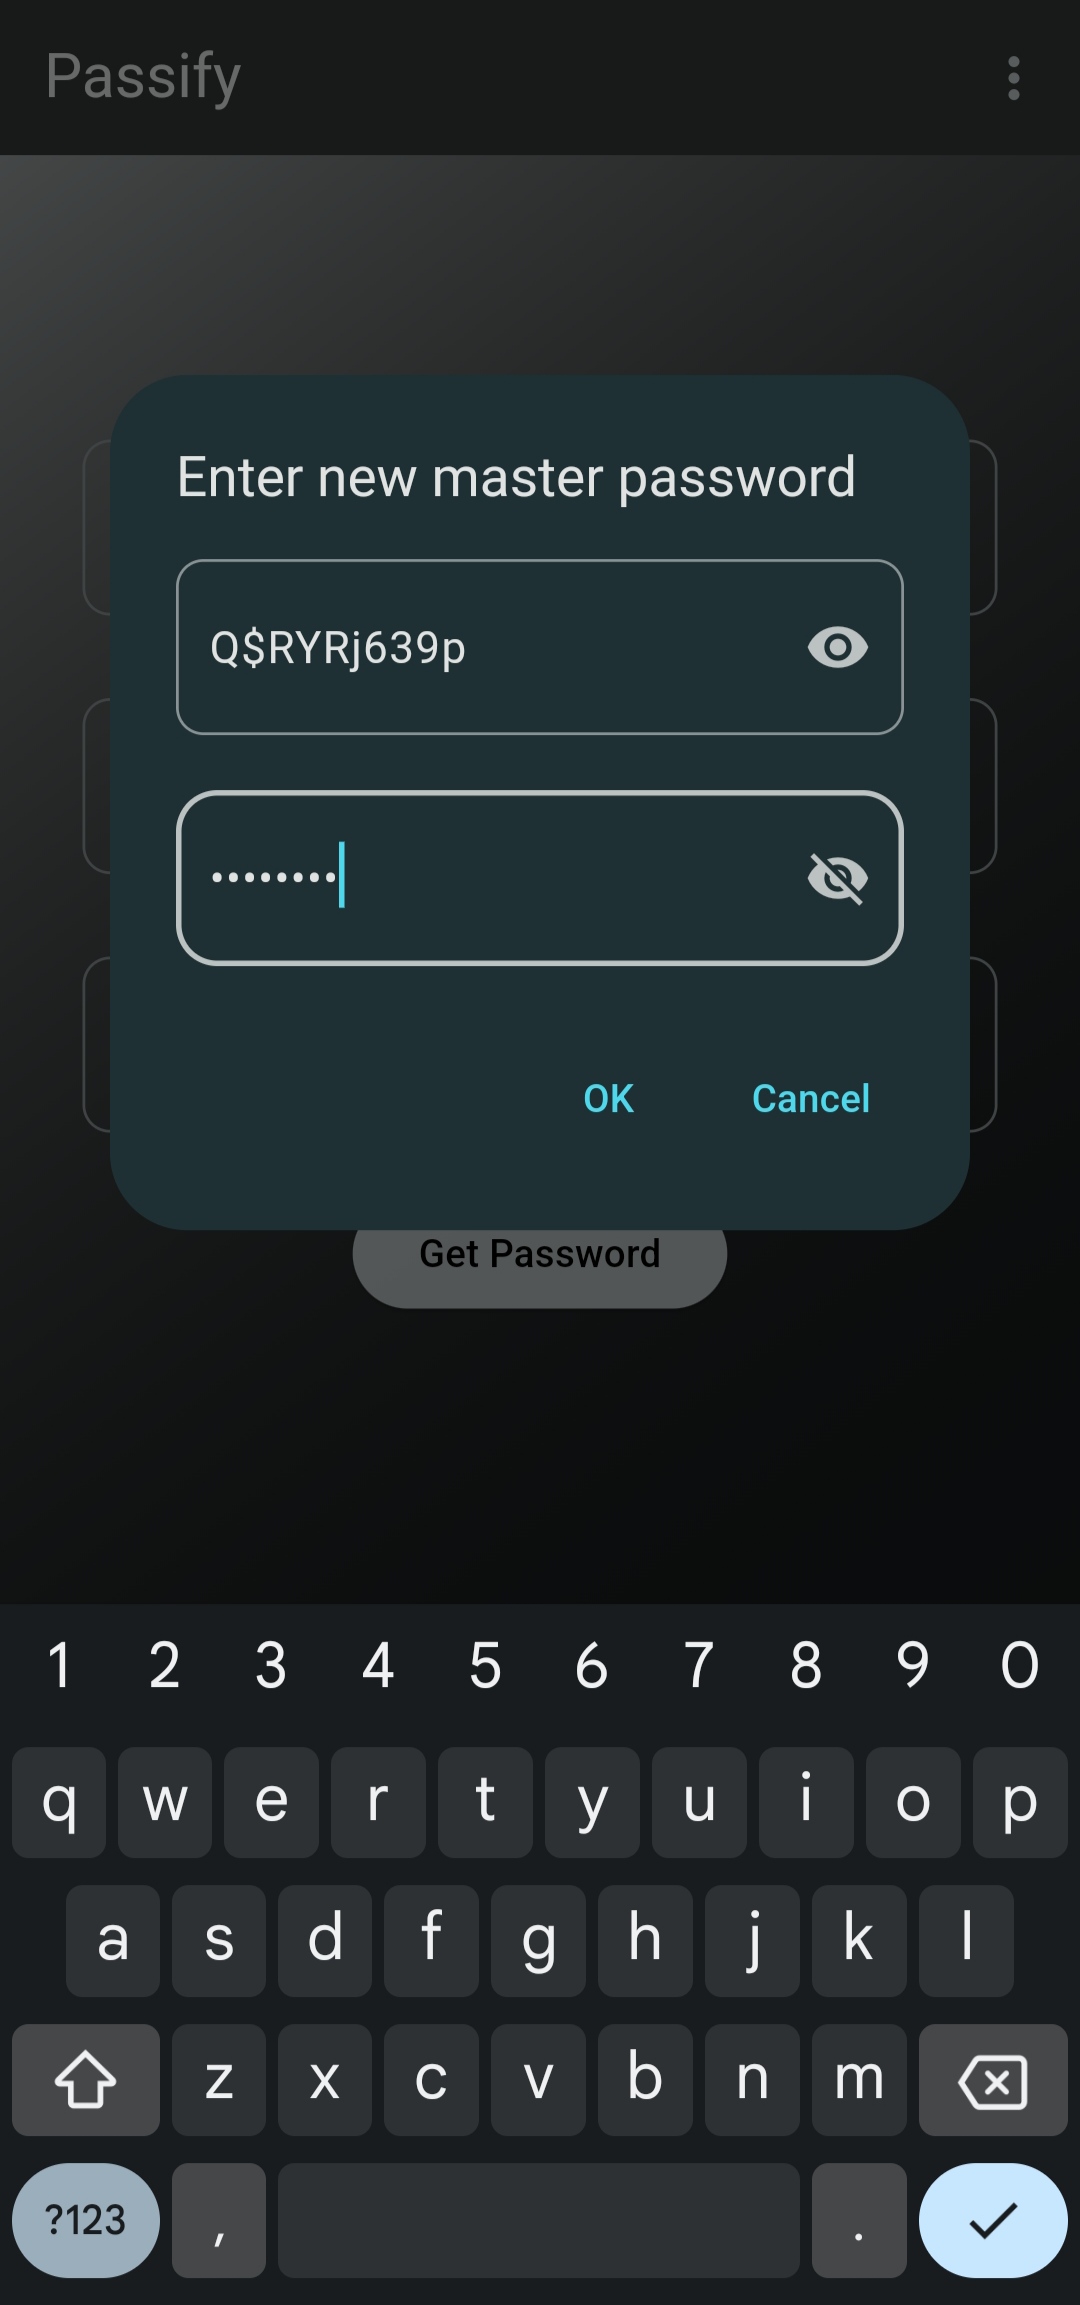 Passify
Enter new master password
Q$RYRj639p
••••••••
OK Cancel
Get Password
1 2 3 4 5 6 7 8 9 0
q w e r t y u i o p
a s d f g h j k l
z x c v b n m
?123 , .